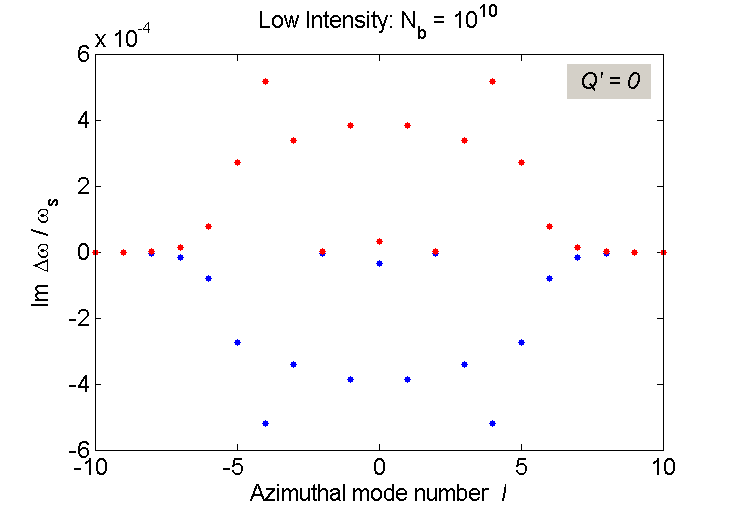 Low Intensity: N_b = 10^10
x 10^-4
Q' = 0
6
4
2
0
-2
-4
-6
Im Δω / ω_s
-10 -5 0 5 10
Azimuthal mode number l